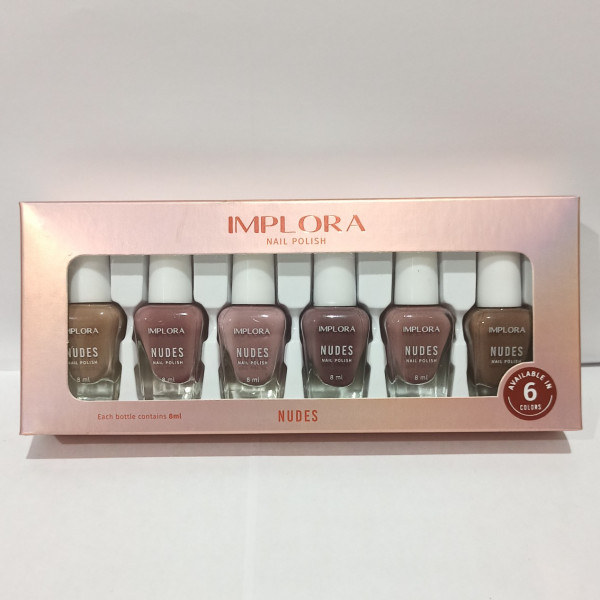 IMPLORA
NAIL POLISH
IMPLORA
NUDES
NAIL POLISH
8 ml
IMPLORA
NUDES
NAIL POLISH
8 ml
IMPLORA
NUDES
NAIL POLISH
8 ml
IMPLORA
NUDES
NAIL POLISH
8 ml
IMPLORA
NUDES
NAIL POLISH
8 ml
IMPLORA
NUDES
NAIL POLISH
AVAILABLE IN
6
COLORS
Each bottle contains 8ml
NUDES